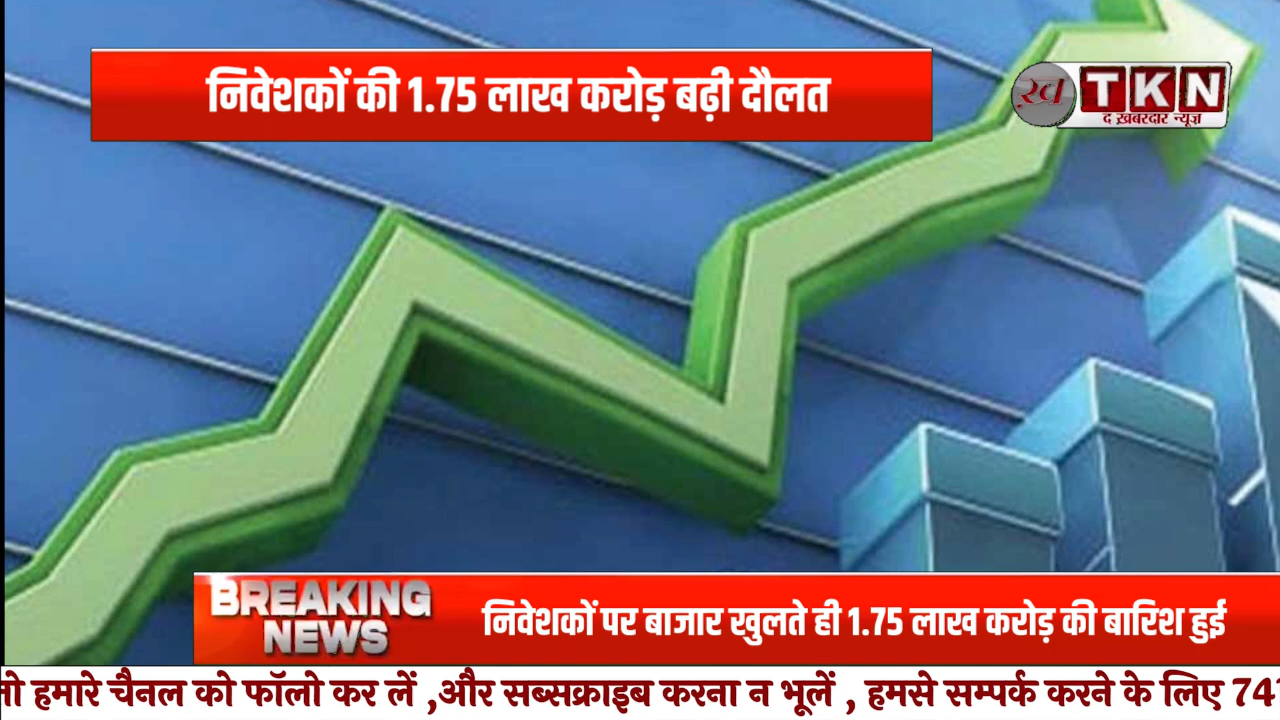 निवेशकों की 1.75 लाख करोड़ बढ़ी दौलत
ख़ TKN
द ख़बरदार न्यूज़
BREAKING NEWS
निवेशकों पर बाजार खुलते ही 1.75 लाख करोड़ की बारिश हुई
हमारे चैनल को फॉलो कर लें ,और सब्सक्राइब करना न भूलें , हमसे सम्पर्क करने के लिए 74